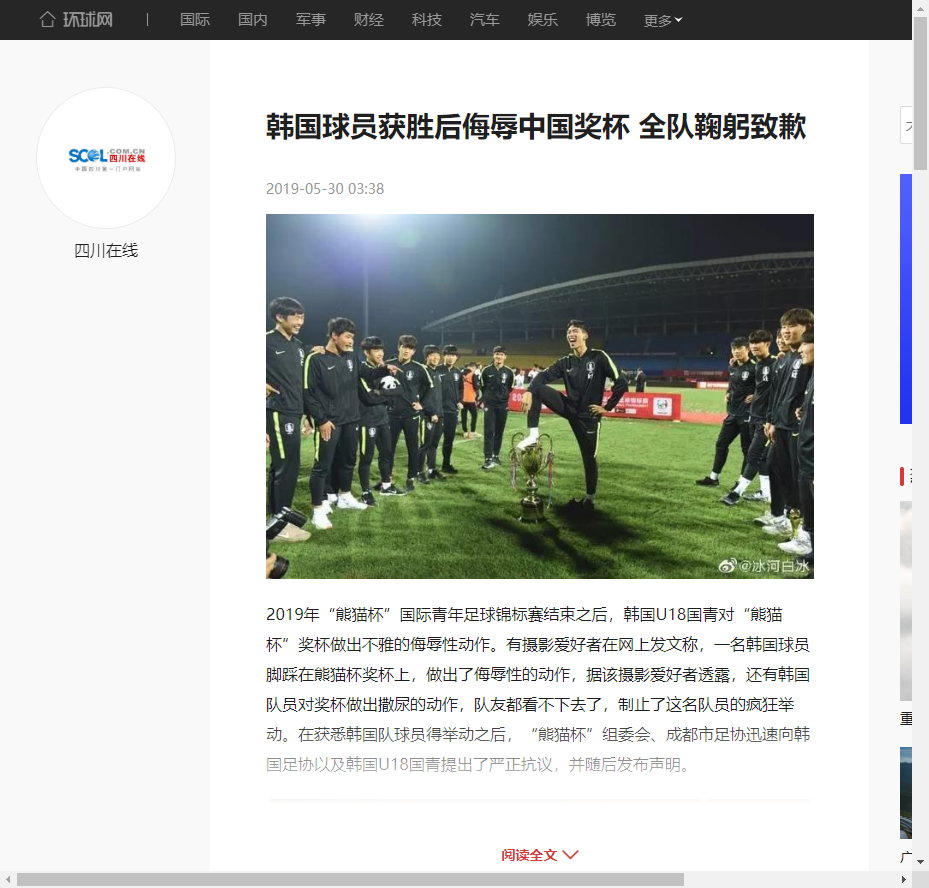 环球网 | 国际 国内 军事 财经 科技 汽车 娱乐 博览 更多
SCOL.COM.CN
四川在线
中国四川第一门户网站
四川在线
韩国球员获胜后侮辱中国奖杯 全队鞠躬致歉
2019-05-30 03:38
@冰河白冰
2019年“熊猫杯”国际青年足球锦标赛结束之后，韩国U18国青对“熊猫
杯”奖杯做出不雅的侮辱性动作。有摄影爱好者在网上发文称，一名韩国球员
脚踩在熊猫杯奖杯上，做出了侮辱性的动作，据该摄影爱好者透露，还有韩国
队员对奖杯做出撒尿的动作，队友都看不下去了，制止了这名队员的疯狂举
动。在获悉韩国队球员得举动之后，“熊猫杯”组委会、成都市足协迅速向韩
国足协以及韩国U18国青提出了严正抗议，并随后发布声明。
阅读全文
重
广